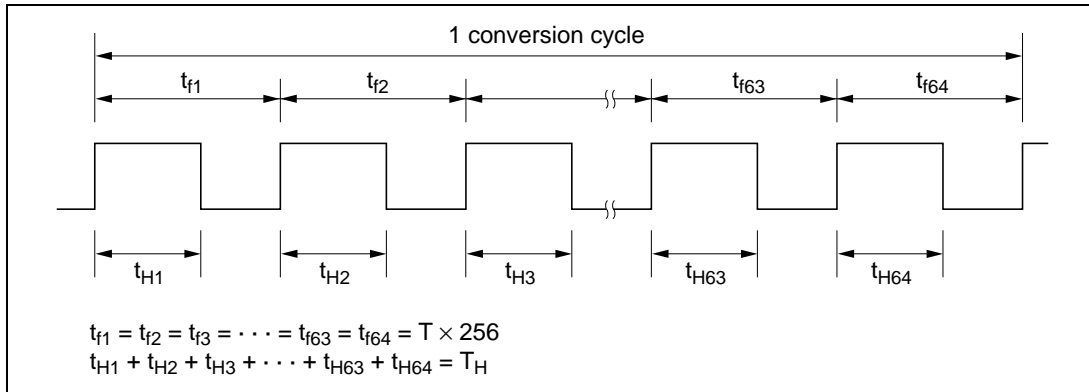 1 conversion cycle
tf1 tf2 tf63 tf64
tH1 tH2 tH3 tH63 tH64
tf1 = tf2 = tf3 = · · · = tf63 = tf64 = T × 256
tH1 + tH2 + tH3 + · · · + tH63 + tH64 = TH